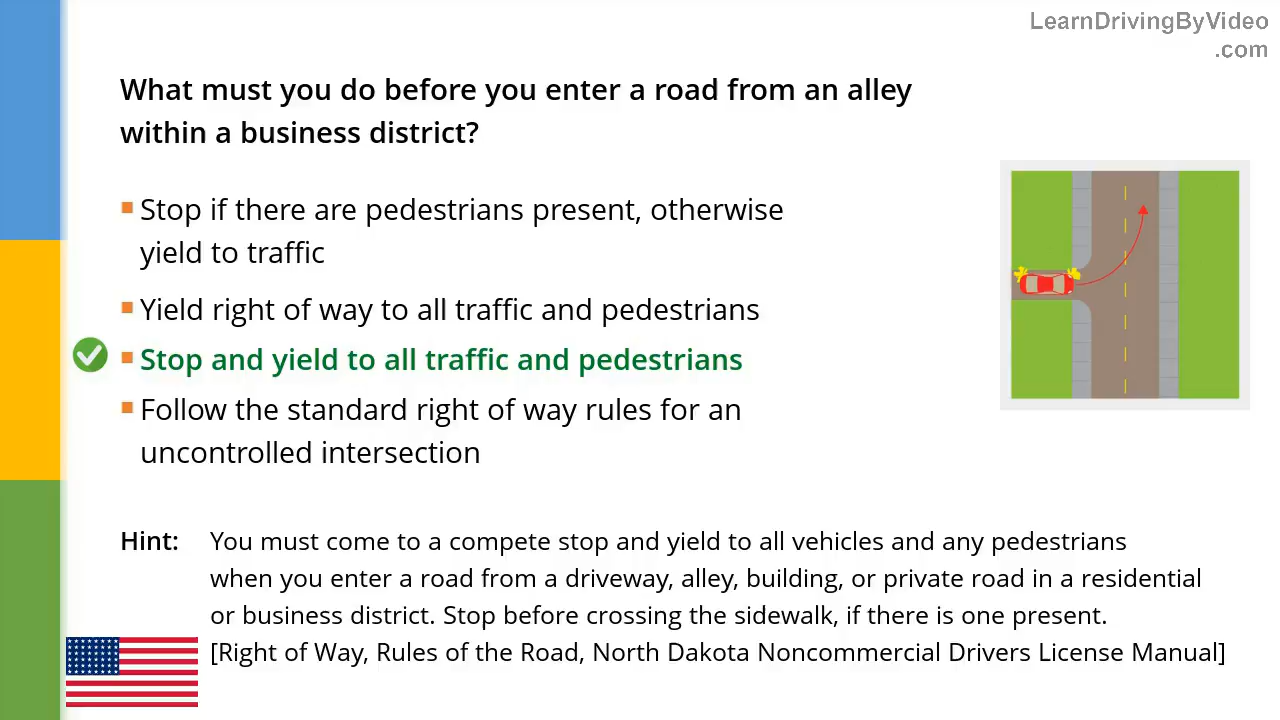 LearnDrivingByVideo
.com
What must you do before you enter a road from an alley
within a business district?
Stop if there are pedestrians present, otherwise
yield to traffic
Yield right of way to all traffic and pedestrians
Stop and yield to all traffic and pedestrians
Follow the standard right of way rules for an
uncontrolled intersection
Hint: You must come to a compete stop and yield to all vehicles and any pedestrians
when you enter a road from a driveway, alley, building, or private road in a residential
or business district. Stop before crossing the sidewalk, if there is one present.
[Right of Way, Rules of the Road, North Dakota Noncommercial Drivers License Manual]